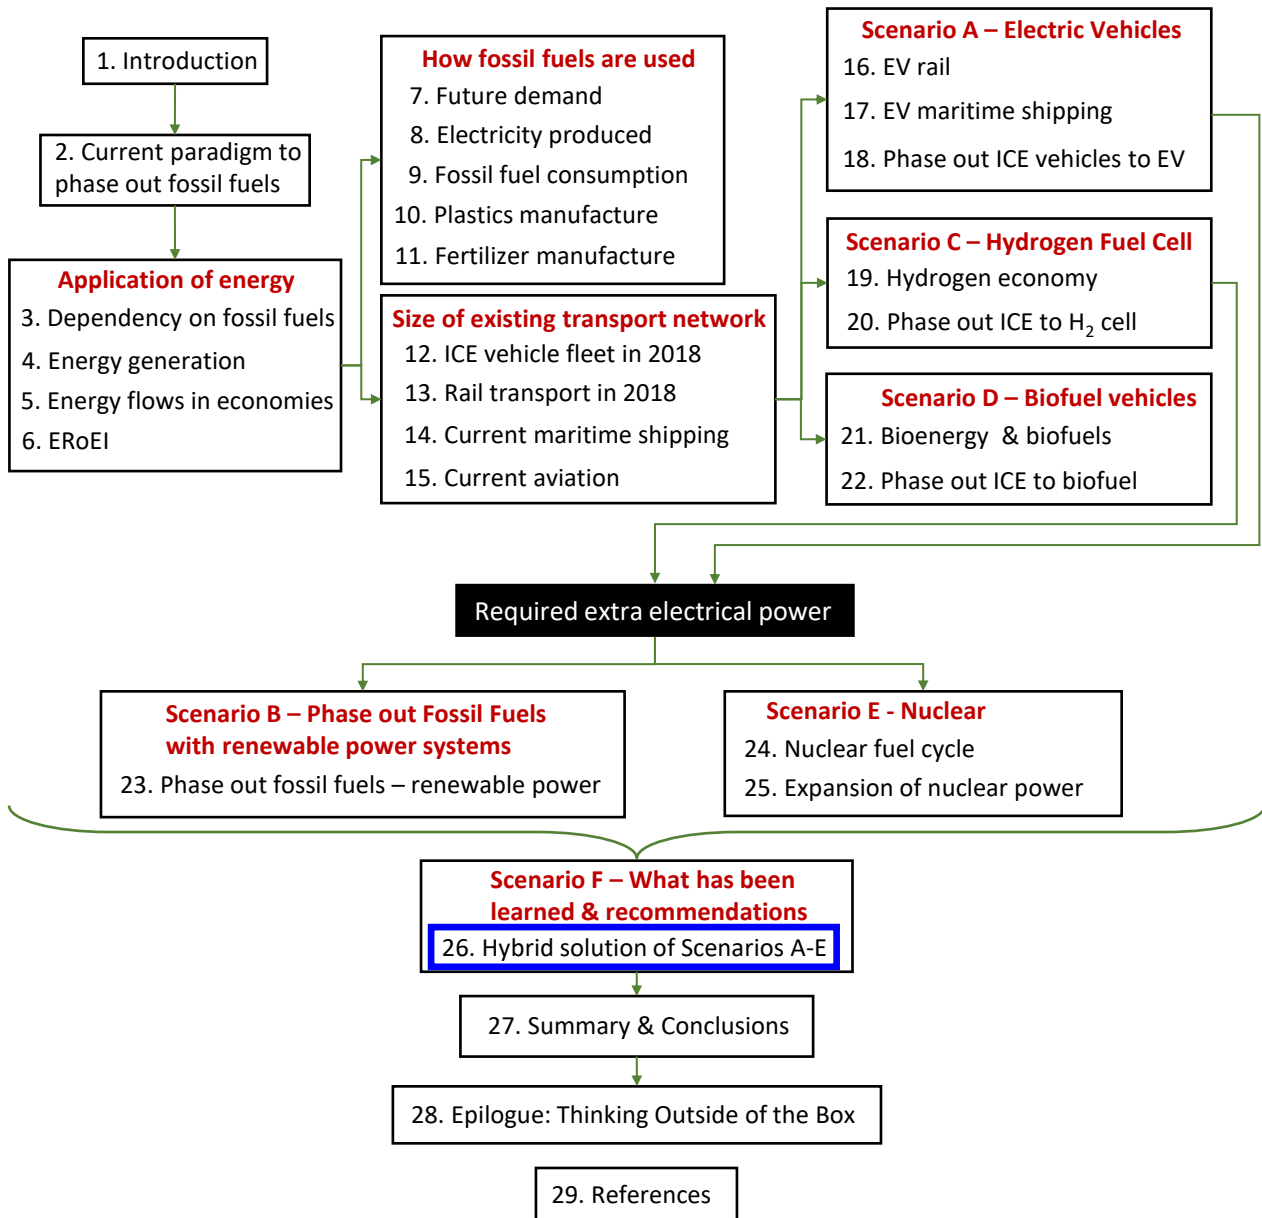 1. Introduction
2. Current paradigm to
phase out fossil fuels
Application of energy
3. Dependency on fossil fuels
4. Energy generation
5. Energy flows in economies
6. ERoEI
How fossil fuels are used
7. Future demand
8. Electricity produced
9. Fossil fuel consumption
10. Plastics manufacture
11. Fertilizer manufacture
Size of existing transport network
12. ICE vehicle fleet in 2018
13. Rail transport in 2018
14. Current maritime shipping
15. Current aviation
Scenario A – Electric Vehicles
16. EV rail
17. EV maritime shipping
18. Phase out ICE vehicles to EV
Scenario C – Hydrogen Fuel Cell
19. Hydrogen economy
20. Phase out ICE to H₂ cell
Scenario D – Biofuel vehicles
21. Bioenergy & biofuels
22. Phase out ICE to biofuel
Required extra electrical power
Scenario B – Phase out Fossil Fuels
with renewable power systems
23. Phase out fossil fuels – renewable power
Scenario E - Nuclear
24. Nuclear fuel cycle
25. Expansion of nuclear power
Scenario F – What has been
learned & recommendations
26. Hybrid solution of Scenarios A-E
27. Summary & Conclusions
28. Epilogue: Thinking Outside of the Box
29. References